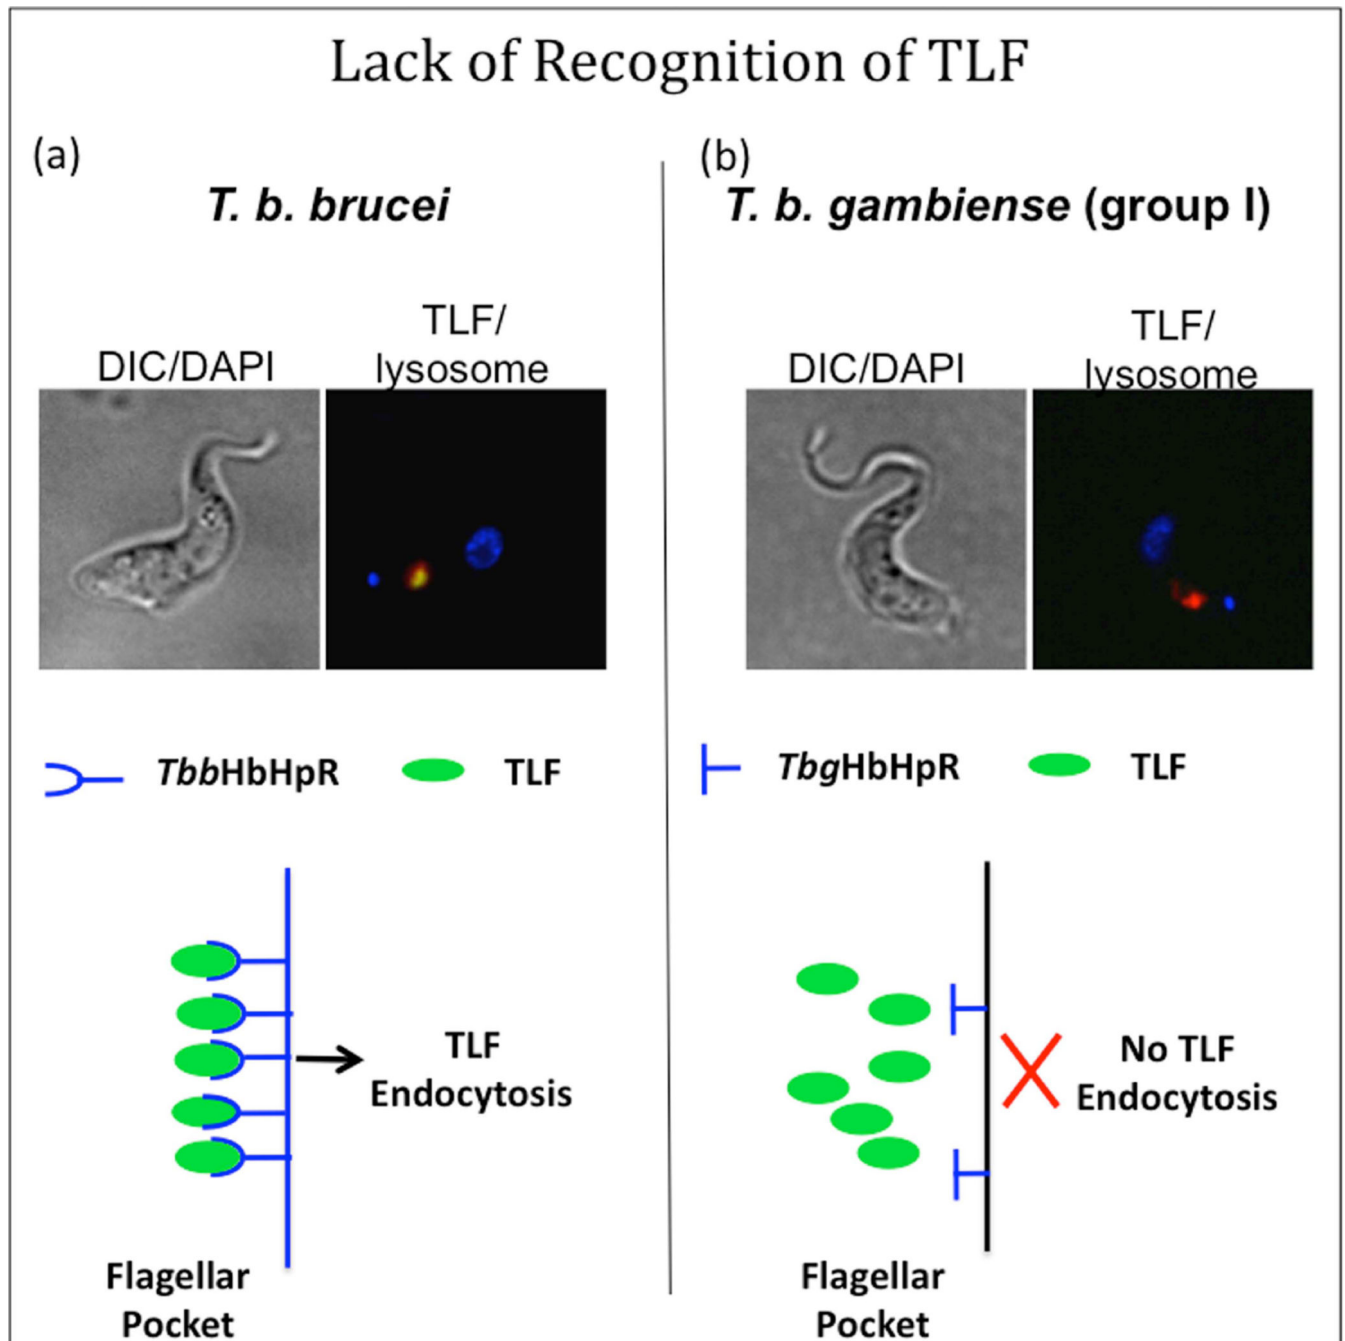 Lack of Recognition of TLF
(a)
T. b. brucei
DIC/DAPI
TLF/
lysosome
TbbHbHpR
TLF
TLF
Endocytosis
Flagellar
Pocket
(b)
T. b. gambiense (group I)
DIC/DAPI
TLF/
lysosome
TbgHbHpR
TLF
No TLF
Endocytosis
Flagellar
Pocket